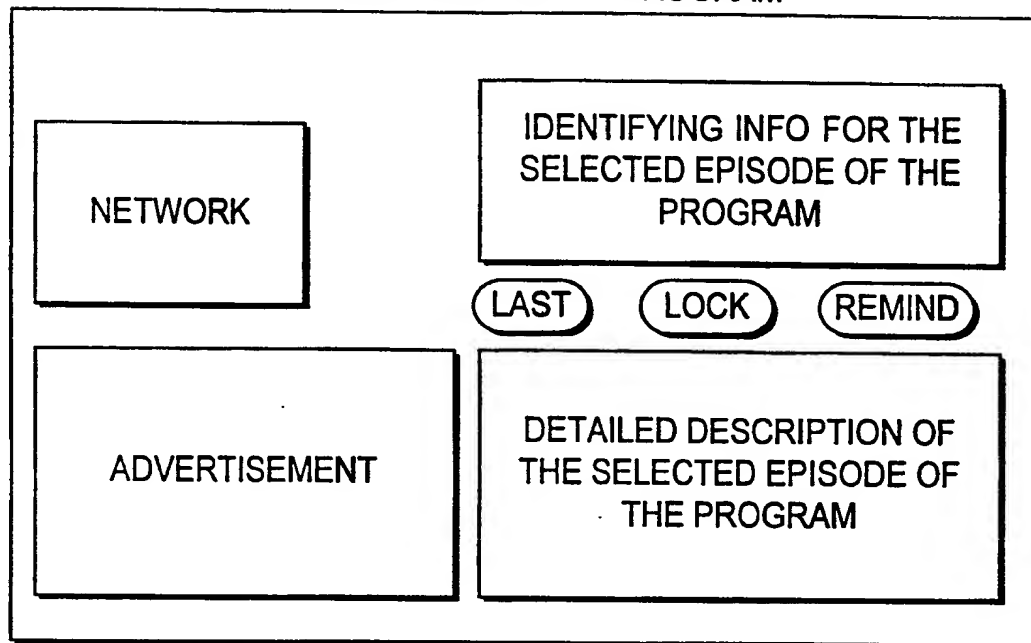 NETWORK
IDENTIFYING INFO FOR THE
SELECTED EPISODE OF THE
PROGRAM
LAST LOCK REMIND
ADVERTISEMENT
DETAILED DESCRIPTION OF
THE SELECTED EPISODE OF
THE PROGRAM